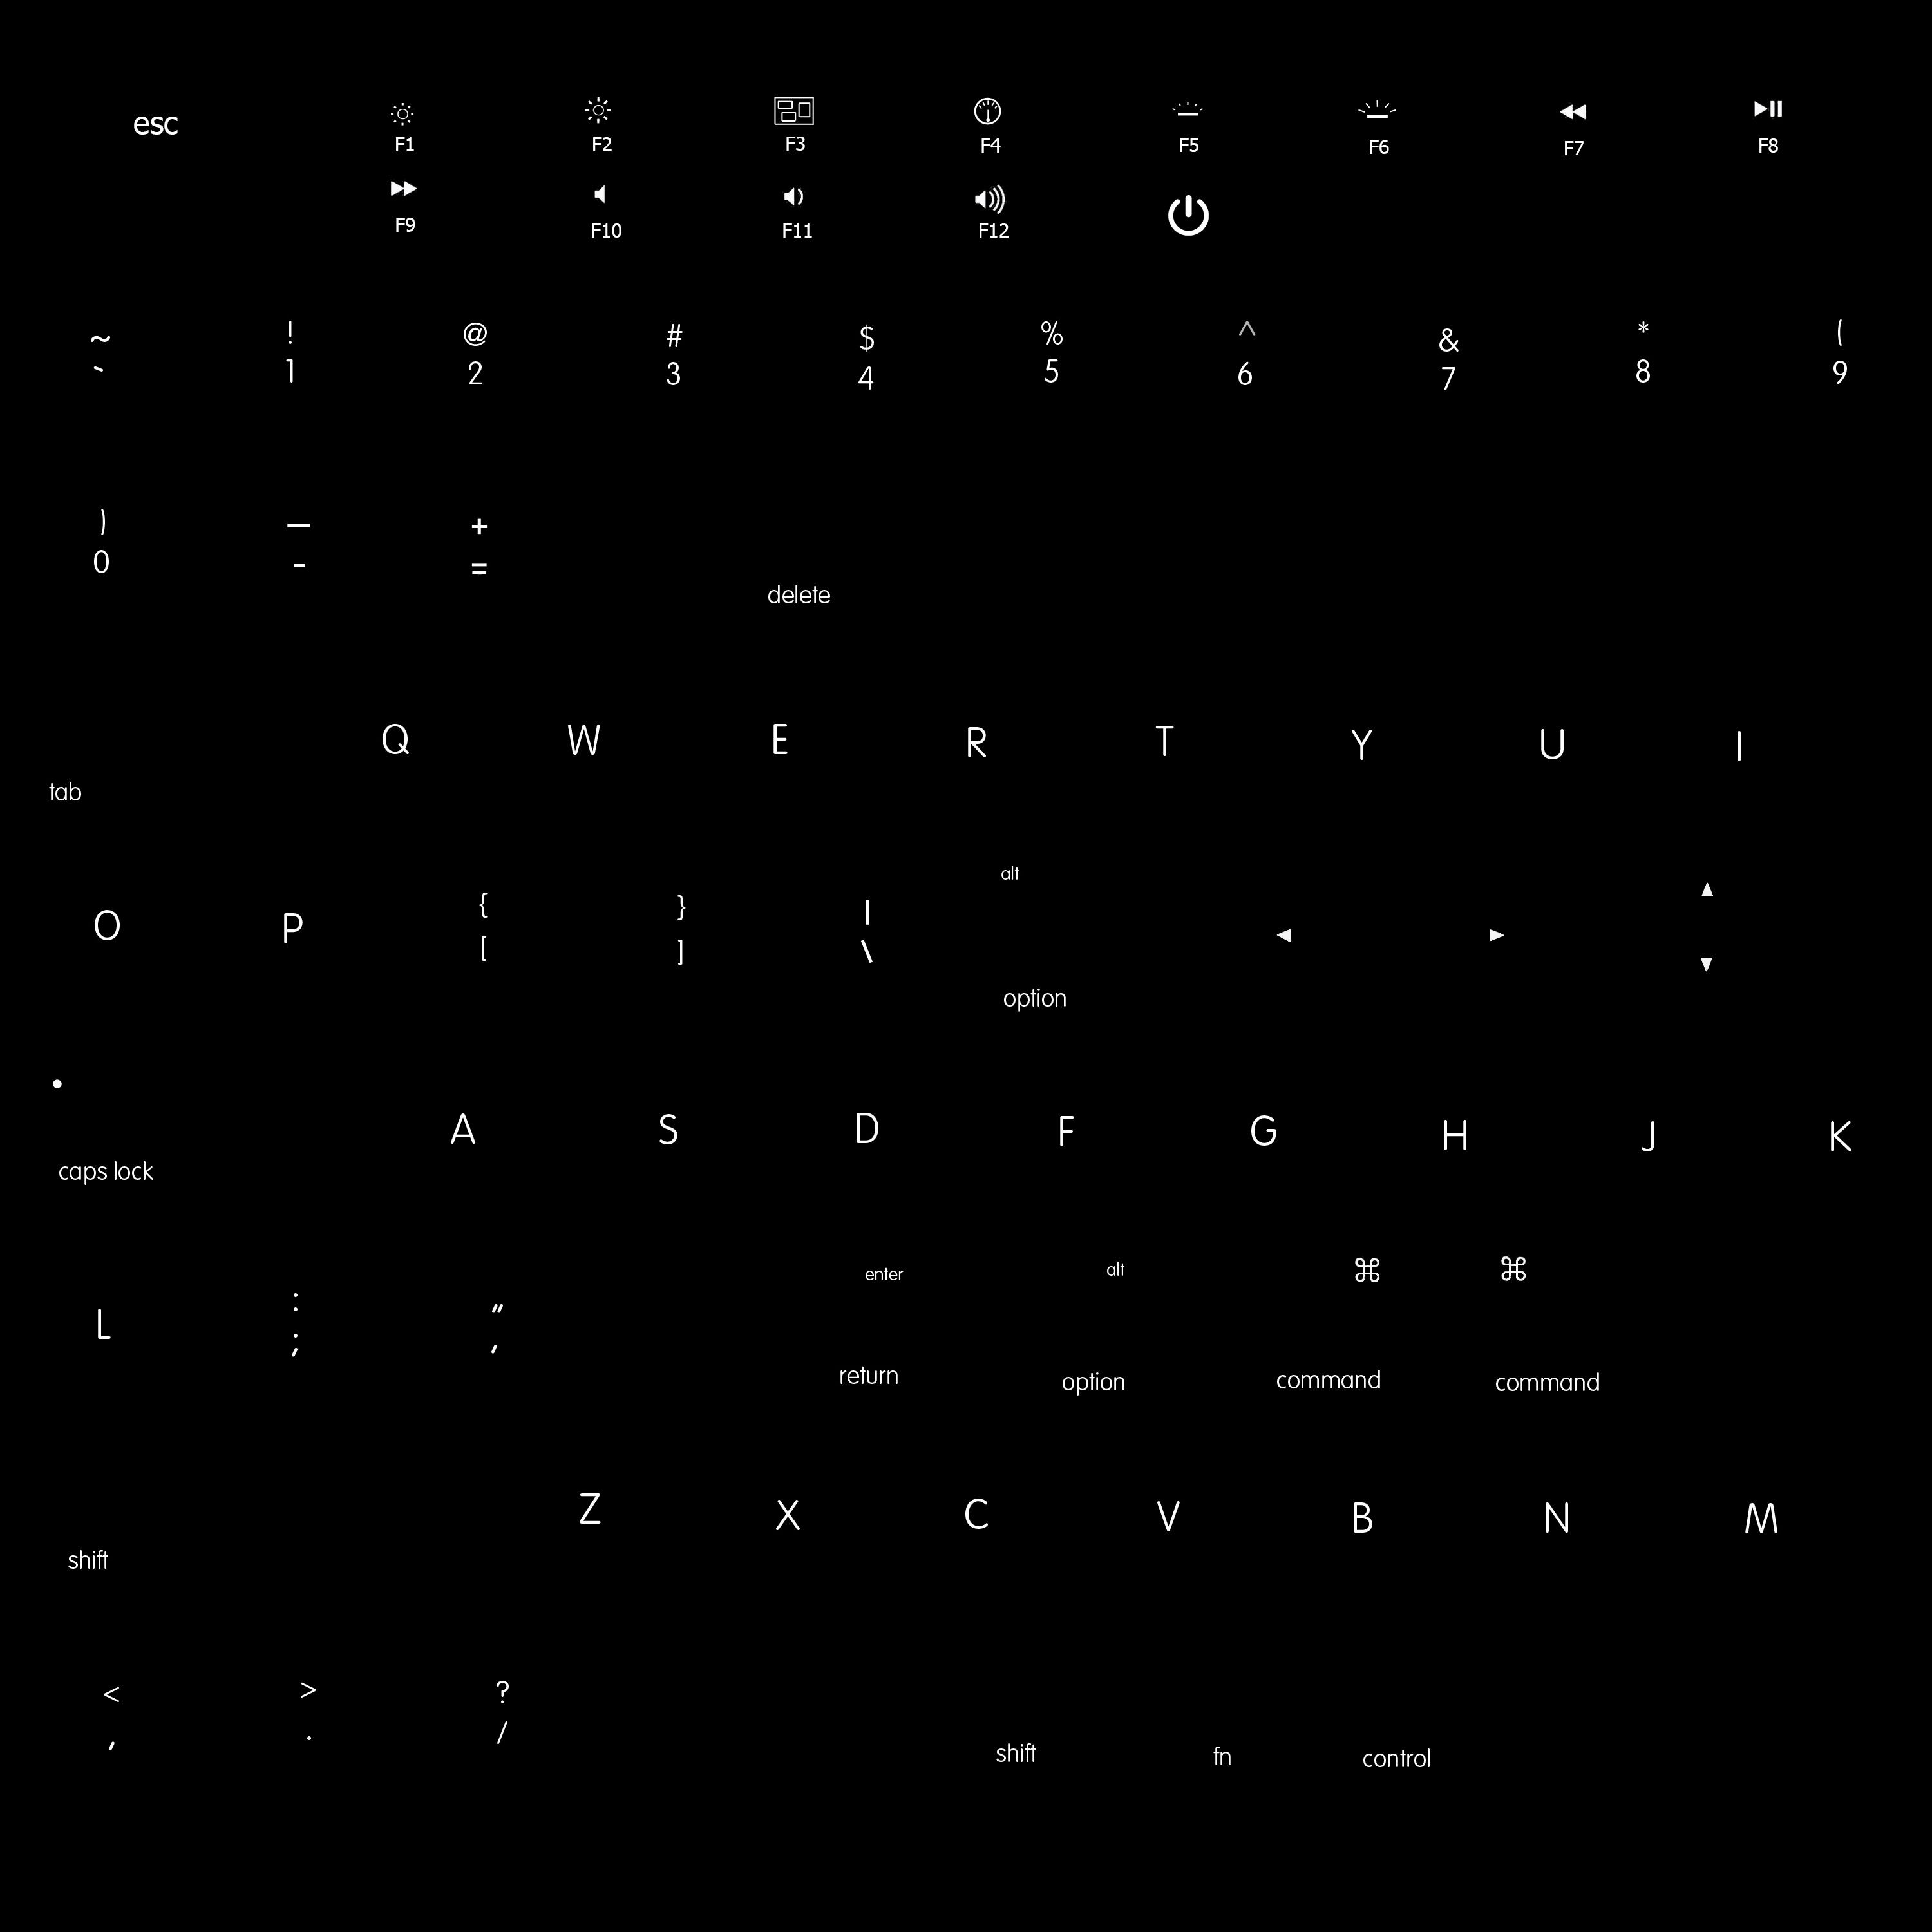 esc
F1 F2 F3 F4 F5 F6 F7 F8
F9 F10 F11 F12
~ ! @ # $ % ^ & * (
` 1 2 3 4 5 6 7 8 9
) — +
0 - =
delete
Q W E R T Y U I
tab
alt
{ } |
O P
[ ] \
option
A S D F G H J K
caps lock
enter alt ⌘ ⌘
: "
L
; '
return option command command
Z X C V B N M
shift
< > ?
, . /
shift fn control